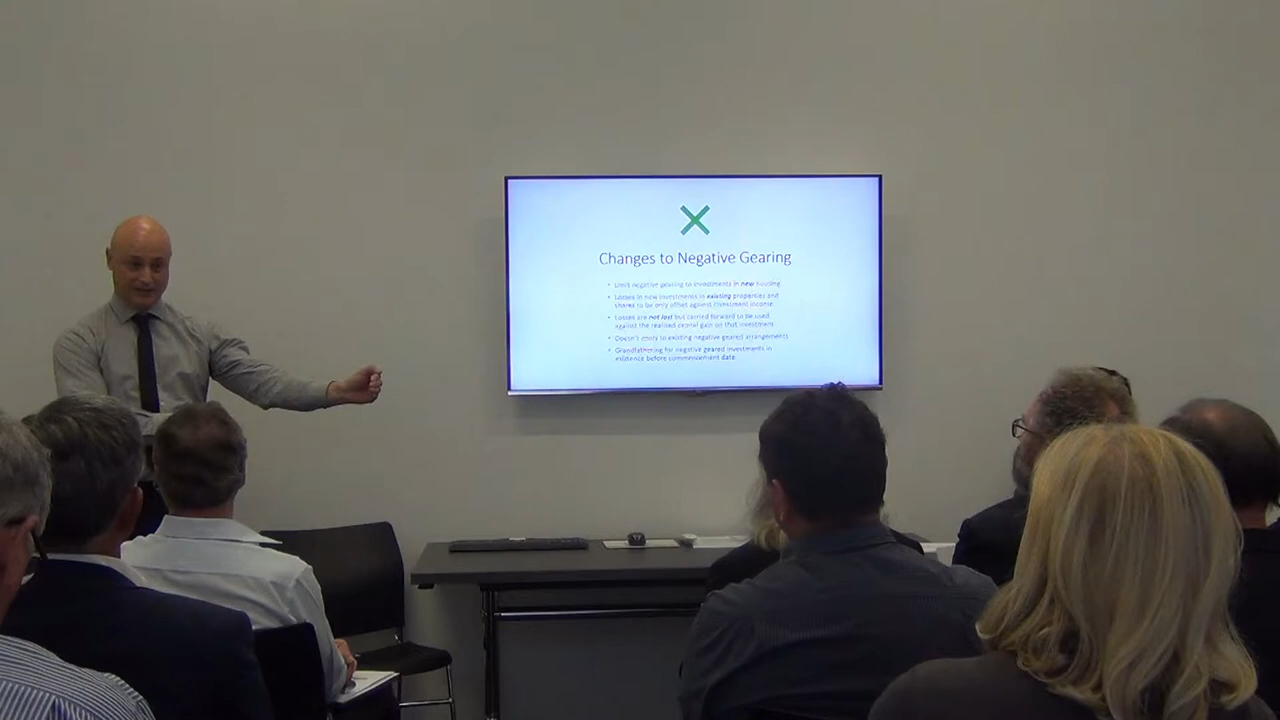 Changes to Negative Gearing
• Limit negative gearing to investments in new housing
• Losses in new investments in existing properties and
shares to be only offset against investment income
• Losses are not lost but carried forward to be used
against the realised capital gain on that investment
• Doesn't apply to existing negative geared arrangements
• Grandfathering for negative geared investments in
existence before commencement date